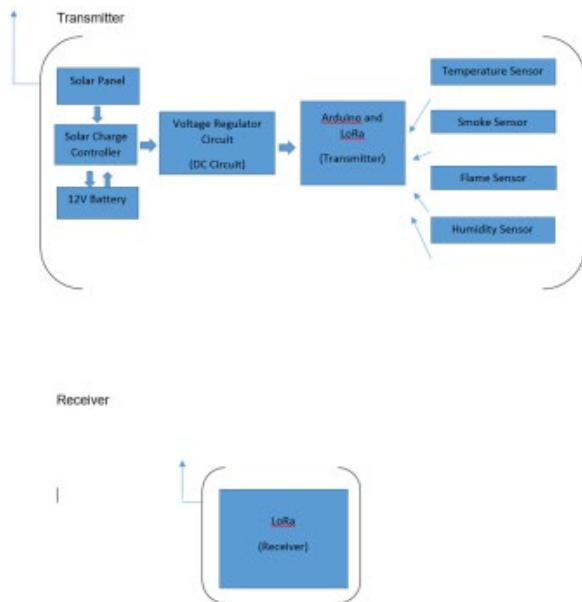 Transmitter
Solar Panel
Solar Charge
Controller
12V Battery
Voltage Regulator
Circuit
(DC Circuit)
Arduino and
LoRa
(Transmitter)
Temperature Sensor
Smoke Sensor
Flame Sensor
Humidity Sensor
Receiver
LoRa
(Receiver)